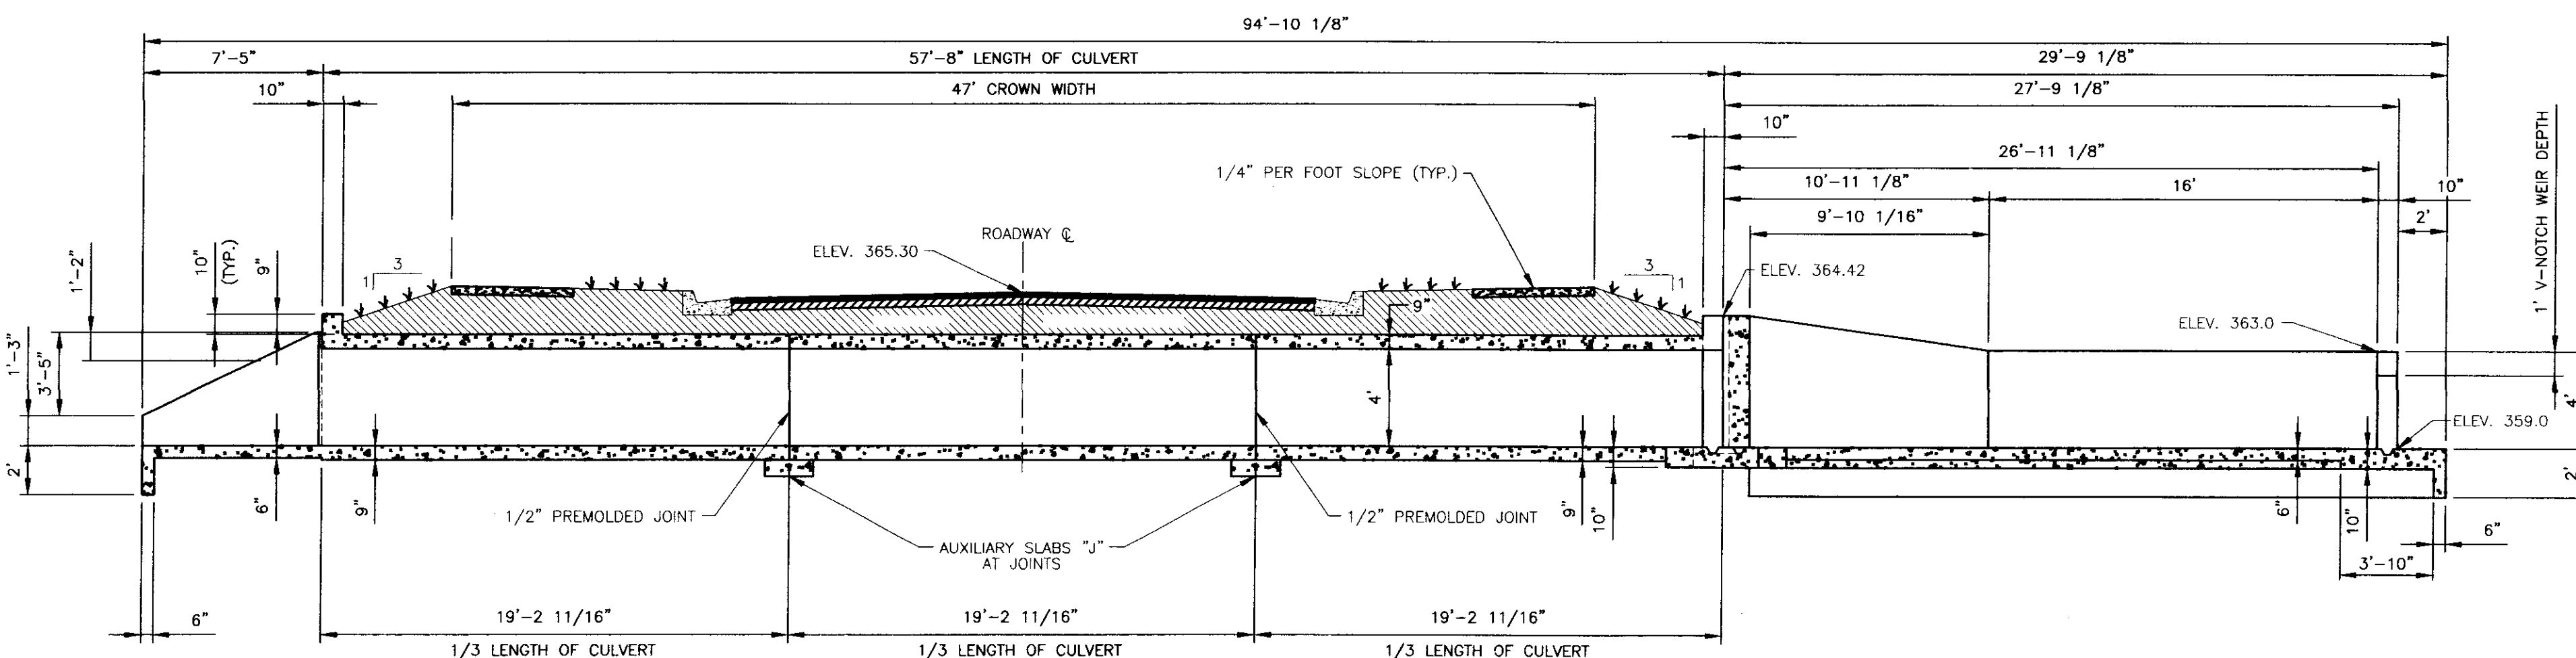 94'-10 1/8"
7'-5"
57'-8" LENGTH OF CULVERT
29'-9 1/8"
10"
47' CROWN WIDTH
27'-9 1/8"
10"
1/4" PER FOOT SLOPE (TYP.)
26'-11 1/8"
10'-11 1/8"
16'
10"
9'-10 1/16"
2'
1' V-NOTCH WEIR DEPTH
ROADWAY ℄
ELEV. 365.30
1'-2"
10"
(TYP.)
9"
3
1
3
1
ELEV. 364.42
9"
ELEV. 363.0
1'-3"
3'-5"
4'
4'
ELEV. 359.0
2'
6"
9"
1/2" PREMOLDED JOINT
1/2" PREMOLDED JOINT
9"
10"
6"
10"
2'
AUXILIARY SLABS "J"
AT JOINTS
6"
3'-10"
6"
19'-2 11/16"
19'-2 11/16"
19'-2 11/16"
1/3 LENGTH OF CULVERT
1/3 LENGTH OF CULVERT
1/3 LENGTH OF CULVERT